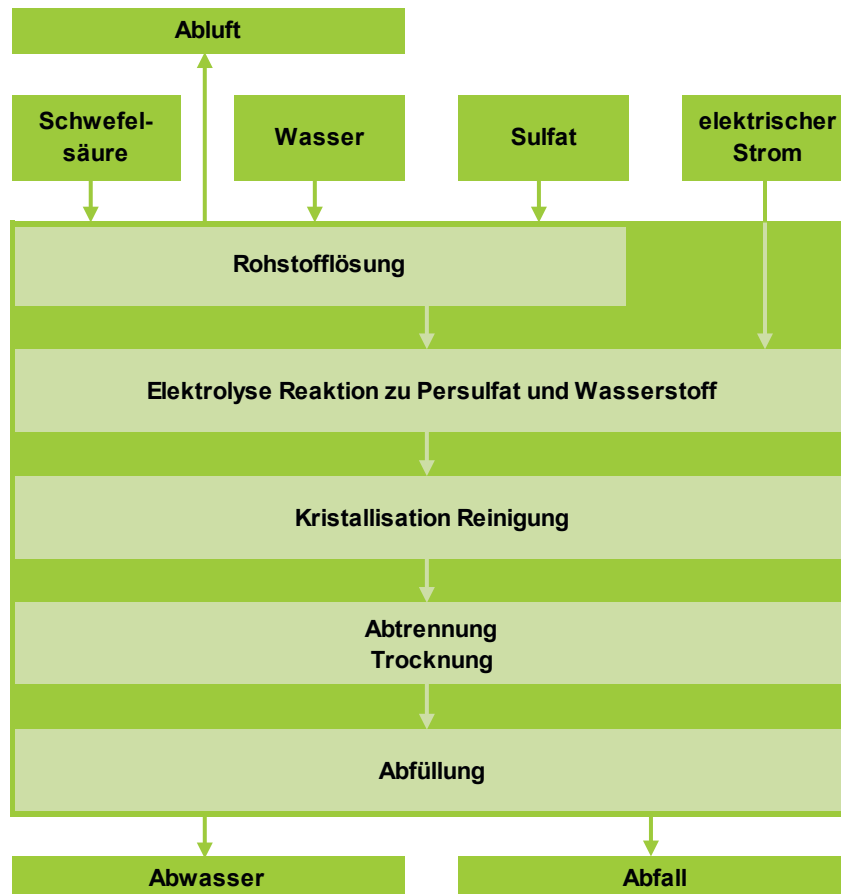 Abluft
Schwefel-
säure
Wasser
Sulfat
elektrischer
Strom
Rohstofflösung
Elektrolyse Reaktion zu Persulfat und Wasserstoff
Kristallisation Reinigung
Abtrennung
Trocknung
Abfüllung
Abwasser
Abfall